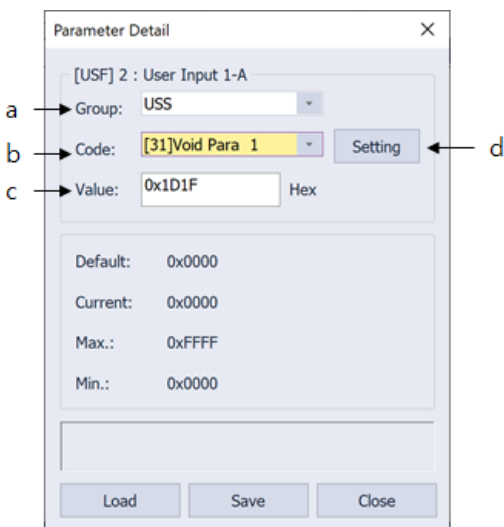 Parameter Detail
[USF] 2 : User Input 1-A
a Group: USS
b Code: [31]Void Para 1 Setting d
c Value: 0x1D1F Hex
Default: 0x0000
Current: 0x0000
Max.: 0xFFFF
Min.: 0x0000
Load Save Close